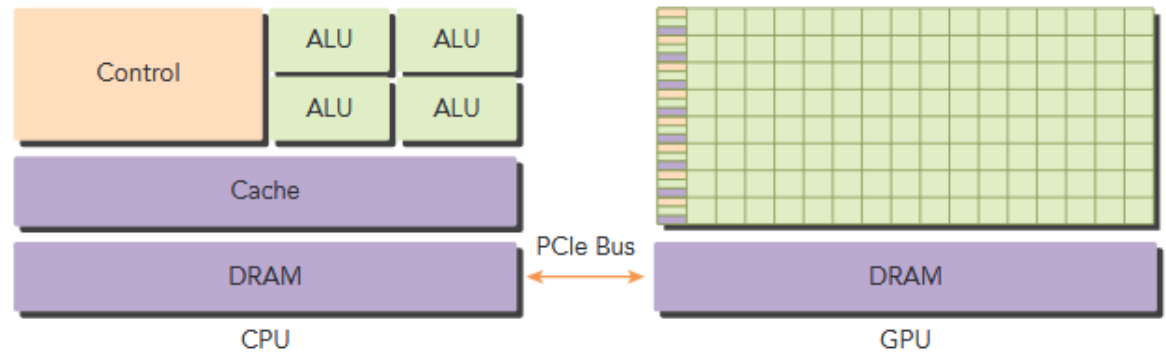 Control
ALU
ALU
ALU
ALU
Cache
DRAM
CPU
PCIe Bus
DRAM
GPU